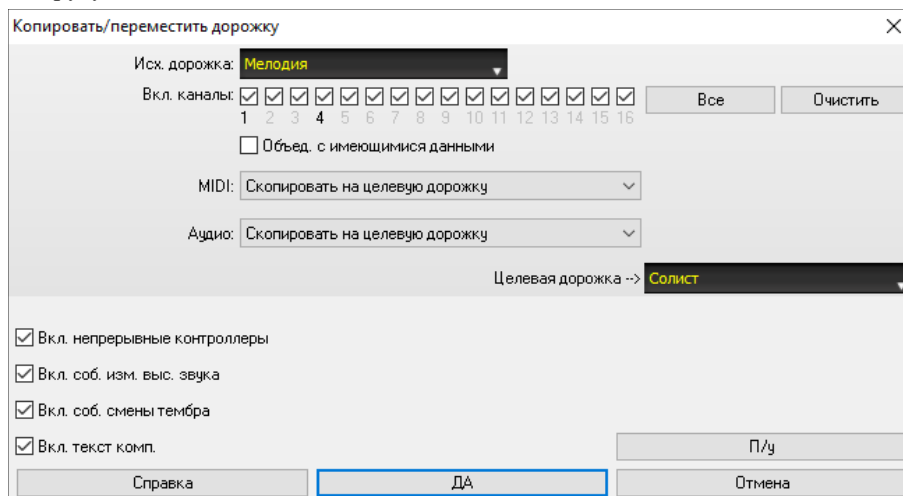 Копировать/переместить дорожку
Исх. дорожка: Мелодия
Вкл. каналы: Все Очистить
1 2 3 4 5 6 7 8 9 10 11 12 13 14 15 16
Объед. с имеющимися данными
MIDI: Скопировать на целевую дорожку
Аудио: Скопировать на целевую дорожку
Целевая дорожка --> Солист
Вкл. непрерывные контроллеры
Вкл. соб. изм. выс. звука
Вкл. соб. смены тембра
Вкл. текст комп. П/у
Справка ДА Отмена